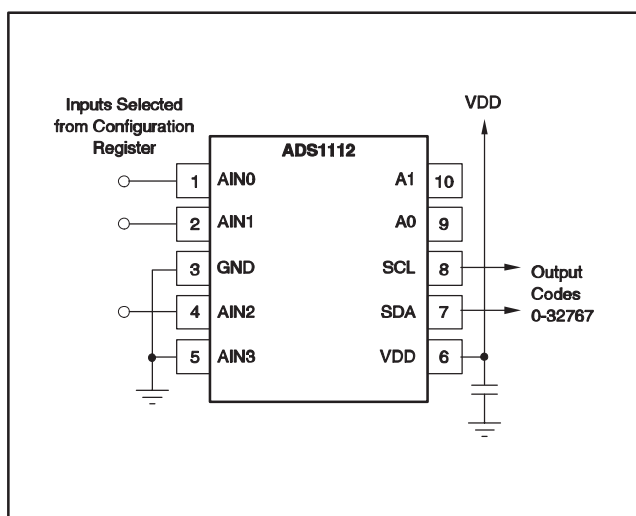 Inputs Selected
from Configuration
Register
VDD
ADS1112
1 AIN0 A1 10
2 AIN1 A0 9
3 GND SCL 8
4 AIN2 SDA 7
5 AIN3 VDD 6
Output
Codes
0-32767